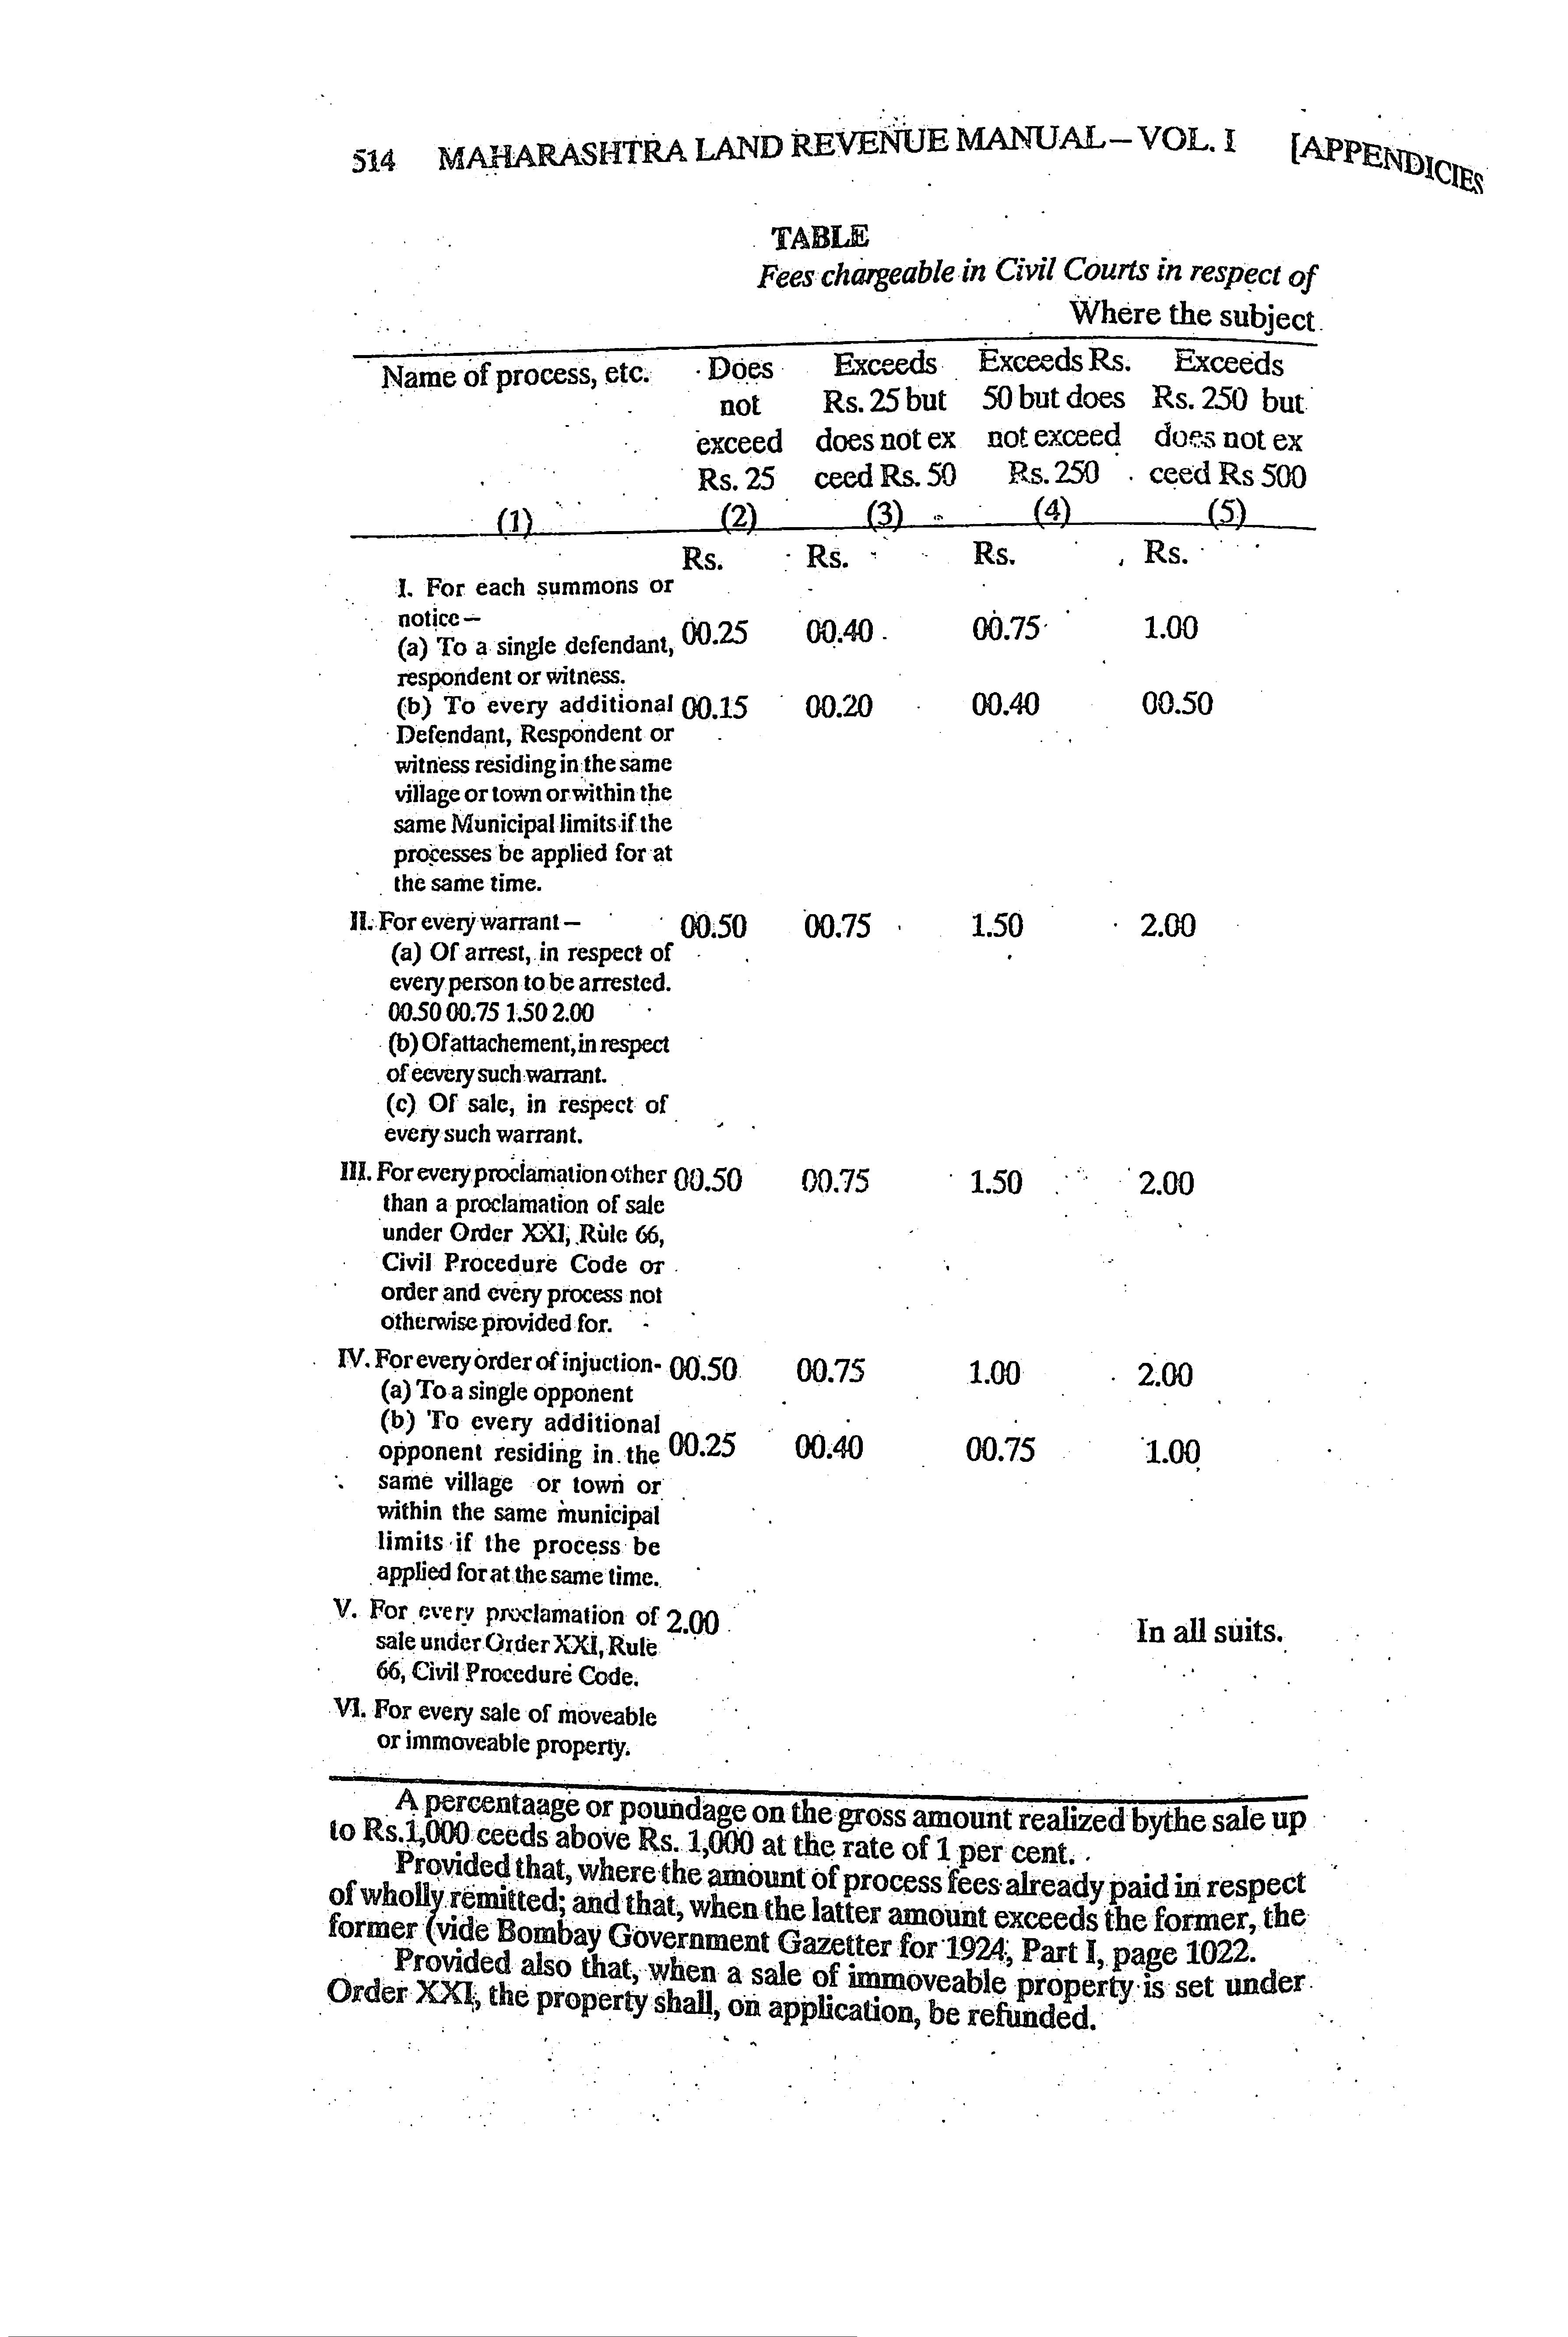 514 MAHARASHTRA LAND REVENUE MANUAL – VOL. I [APPENDICIES
TABLE
Fees chargeable in Civil Courts in respect of
Where the subject
Name of process, etc. Does Exceeds Exceeds Rs. Exceeds
not Rs. 25 but 50 but does Rs. 250 but
exceed does not ex not exceed does not ex
Rs. 25 ceed Rs. 50 Rs. 250 ceed Rs 500
(1) (2) (3) (4) (5)
Rs. Rs. Rs. Rs.
I. For each summons or
notice –
(a) To a single defendant, 00.25 00.40 00.75 1.00
respondent or witness.
(b) To every additional 00.15 00.20 00.40 00.50
Defendant, Respondent or
witness residing in the same
village or town or within the
same Municipal limits if the
processes be applied for at
the same time.
II. For every warrant – 00.50 00.75 1.50 2.00
(a) Of arrest, in respect of
every person to be arrested.
00.50 00.75 1.50 2.00
(b) Of attachement, in respect
of eevery such warrant.
(c) Of sale, in respect of
every such warrant.
III. For every proclamation other 00.50 00.75 1.50 2.00
than a proclamation of sale
under Order XXI, Rule 66,
Civil Procedure Code or
order and every process not
otherwise provided for.
IV. For every order of injuction- 00.50 00.75 1.00 2.00
(a) To a single opponent
(b) To every additional
opponent residing in the 00.25 00.40 00.75 1.00
same village or town or
within the same municipal
limits if the process be
applied for at the same time.
V. For every proclamation of 2.00 In all suits.
sale under Order XXI, Rule
66, Civil Procedure Code.
VI. For every sale of moveable
or immoveable property.
A percentaage or poundage on the gross amount realized bythe sale up
to Rs.1,000 ceeds above Rs. 1,000 at the rate of 1 per cent.
Provided that, where the amount of process fees already paid in respect
of wholly remitted; and that, when the latter amount exceeds the former, the
former (vide Bombay Government Gazetter for 1924, Part I, page 1022.
Provided also that, when a sale of immoveable property is set under
Order XXI, the property shall, on application, be refunded.